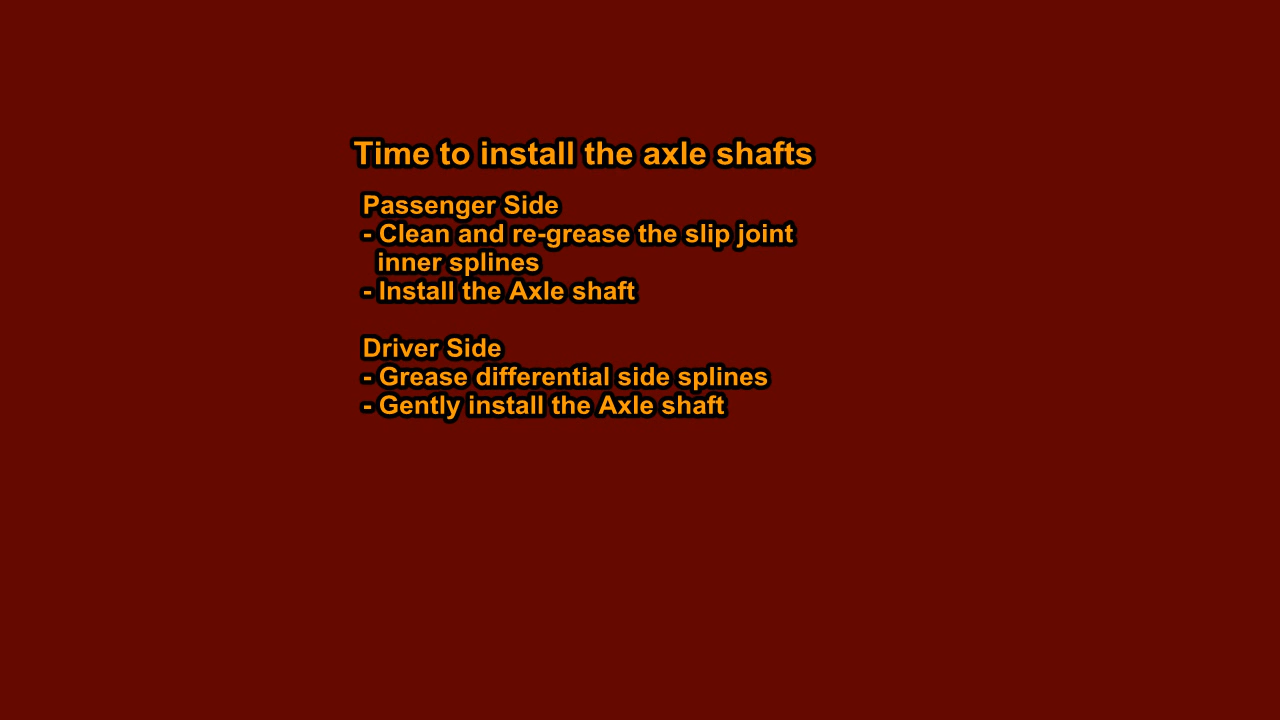 Time to install the axle shafts
Passenger Side
- Clean and re-grease the slip joint
inner splines
- Install the Axle shaft
Driver Side
- Grease differential side splines
- Gently install the Axle shaft